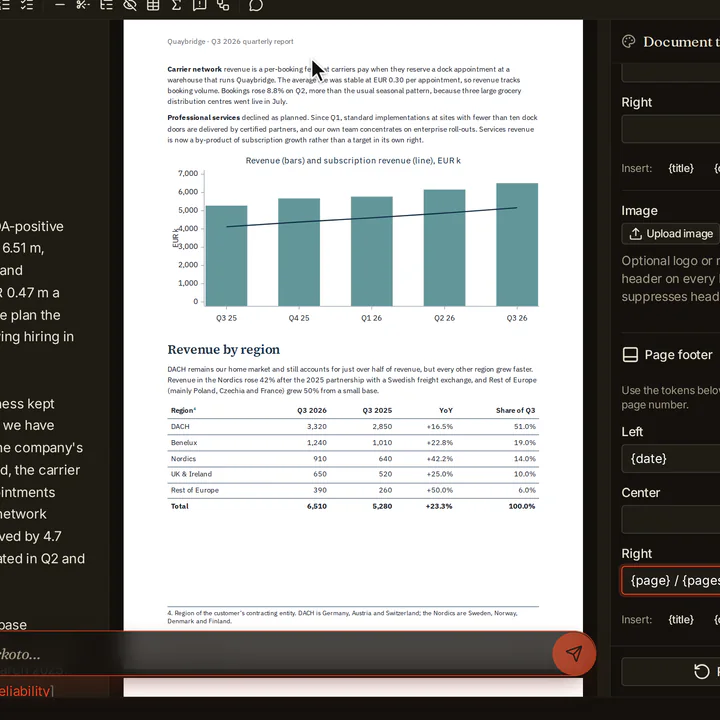 Quaybridge · Q3 2026 quarterly report
Carrier network revenue is a per-booking carriers pay when they reserve a dock appointment at a
warehouse that runs Quaybridge. The average was stable at EUR 0.30 per appointment, so revenue tracks
booking volume. Bookings rose 8.8% on Q2, more than the usual seasonal pattern, because three large grocery
distribution centres went live in July.
Professional services declined as planned. Since Q1, standard implementations at sites with fewer than ten dock
doors are delivered by certified partners, and our own team concentrates on enterprise roll-outs. Services revenue
is now a by-product of subscription growth rather than a target in its own right.
Revenue (bars) and subscription revenue (line), EUR k
7,000
6,000
5,000
4,000
3,000
2,000
1,000
0
EUR k
Q3 25 Q4 25 Q1 26 Q2 26 Q3 26
Revenue by region
DACH remains our home market and still accounts for just over half of revenue, but every other region grew faster.
Revenue in the Nordics rose 42% after the 2025 partnership with a Swedish freight exchange, and Rest of Europe
(mainly Poland, Czechia and France) grew 50% from a small base.
Region⁴ Q3 2026 Q3 2025 YoY Share of Q3
DACH 3,320 2,850 +16.5% 51.0%
Benelux 1,240 1,010 +22.8% 19.0%
Nordics 910 640 +42.2% 14.0%
UK & Ireland 650 520 +25.0% 10.0%
Rest of Europe 390 260 +50.0% 6.0%
Total 6,510 5,280 +23.3% 100.0%
4. Region of the customer's contracting entity. DACH is Germany, Austria and Switzerland; the Nordics are Sweden, Norway,
Denmark and Finland.
DA-positive
6.51 m,
and
R 0.47 m a
e plan the
ing hiring in
ness kept
we have
he company's
d, the carrier
ointments
network
ved by 4.7
ated in Q2 and
base
March 2025
eliability]
koto...
Document t
Right
Insert: {title}
Image
Upload image
Optional logo or
header on every
suppresses head
Page footer
Use the tokens belo
page number.
Left
{date}
Center
Right
{page} / {pages
Insert: {title}